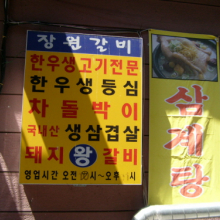 장원갈비
한우생고기전문
한우생등심
차돌박이
국내산 생삼겹살
돼지왕갈비
영업시간 오전 시~오후 시
삼계탕